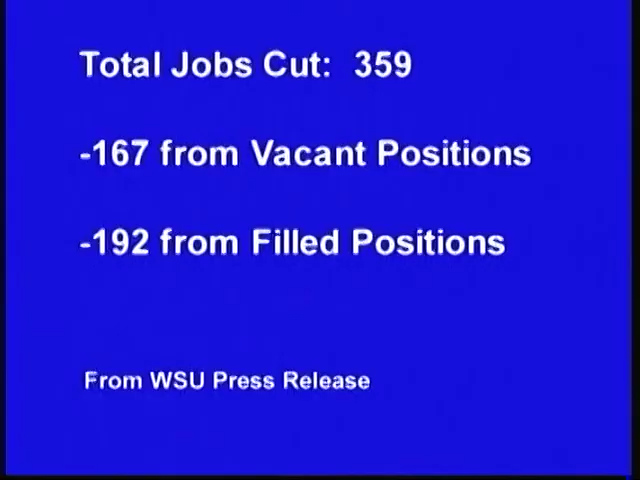 Total Jobs Cut: 359
-167 from Vacant Positions
-192 from Filled Positions
From WSU Press Release